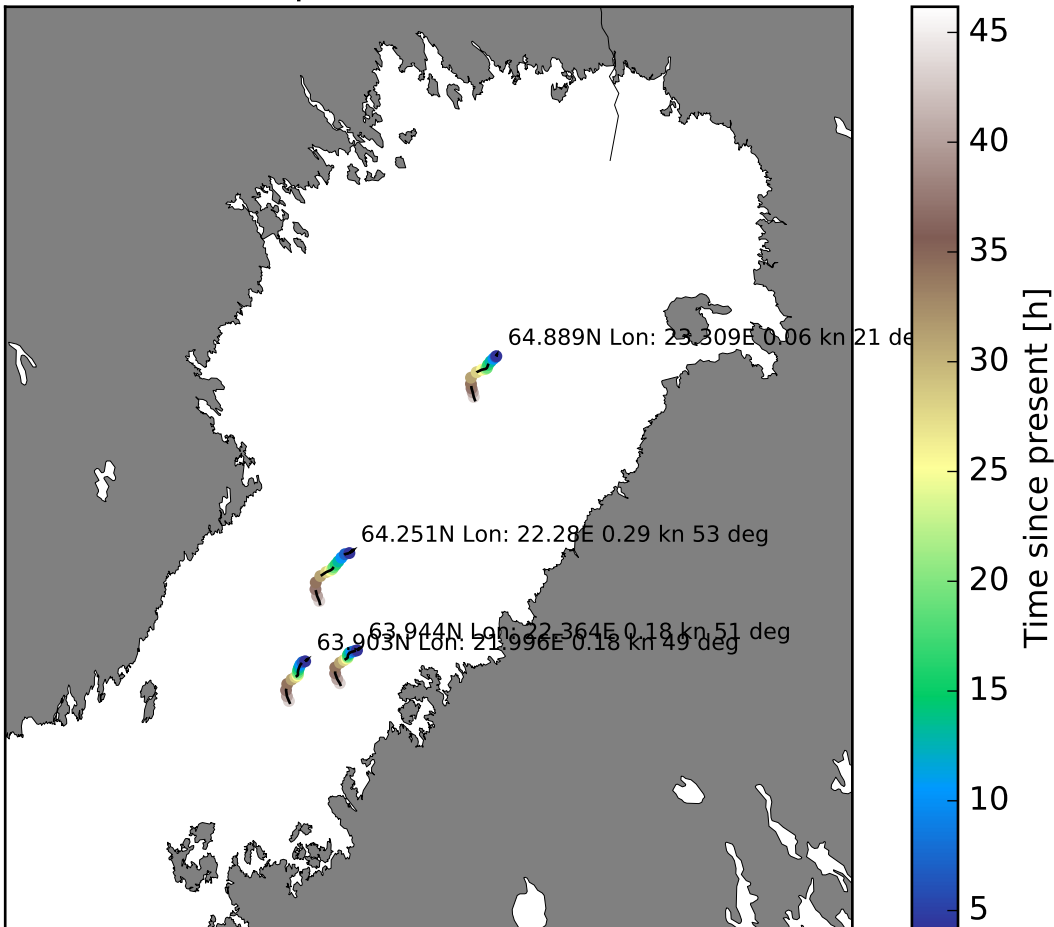 64.889N Lon: 23.309E 0.06 kn 21 de
64.251N Lon: 22.28E 0.29 kn 53 deg
63.944N Lon: 22.364E 0.18 kn 51 deg
63.903N Lon: 21.996E 0.18 kn 49 deg
45
40
35
30
25
20
15
10
5
Time since present [h]